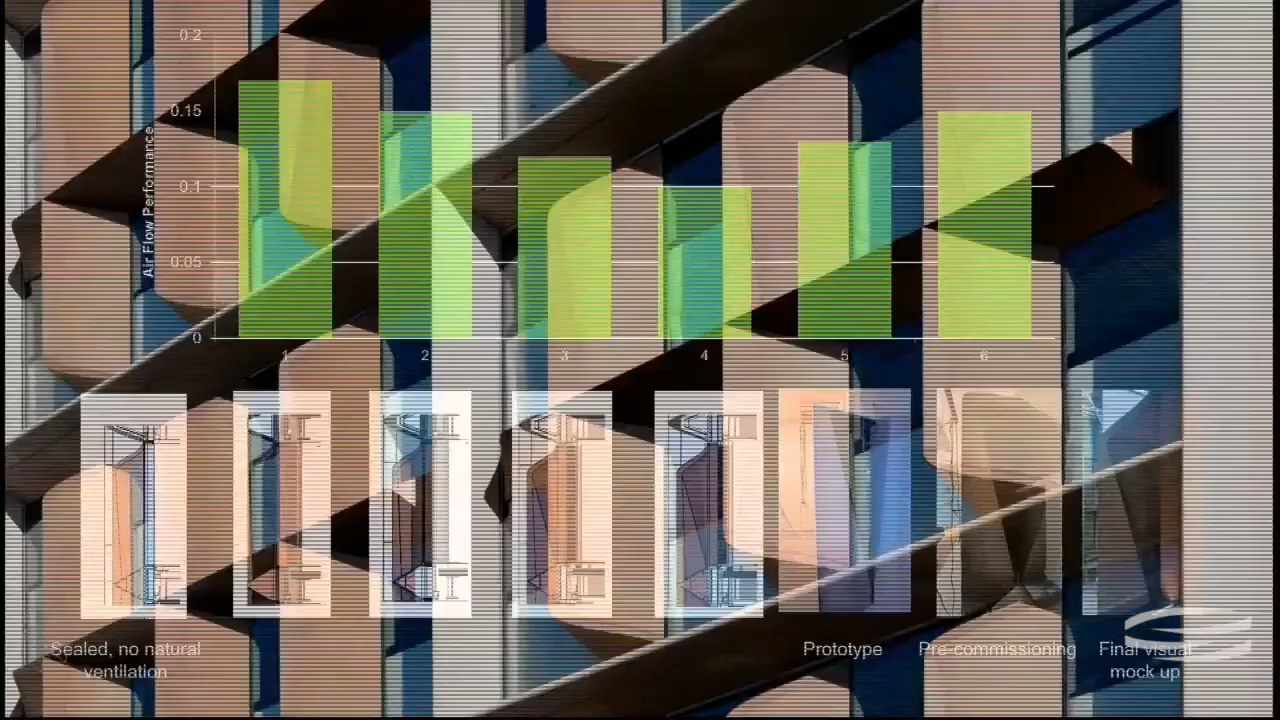 0.2
0.15
0.1
0.05
0
Air Flow Performance
1
2
3
4
5
6
Sealed, no natural
ventilation
Prototype
Pre-commissioning
Final visual
mock up